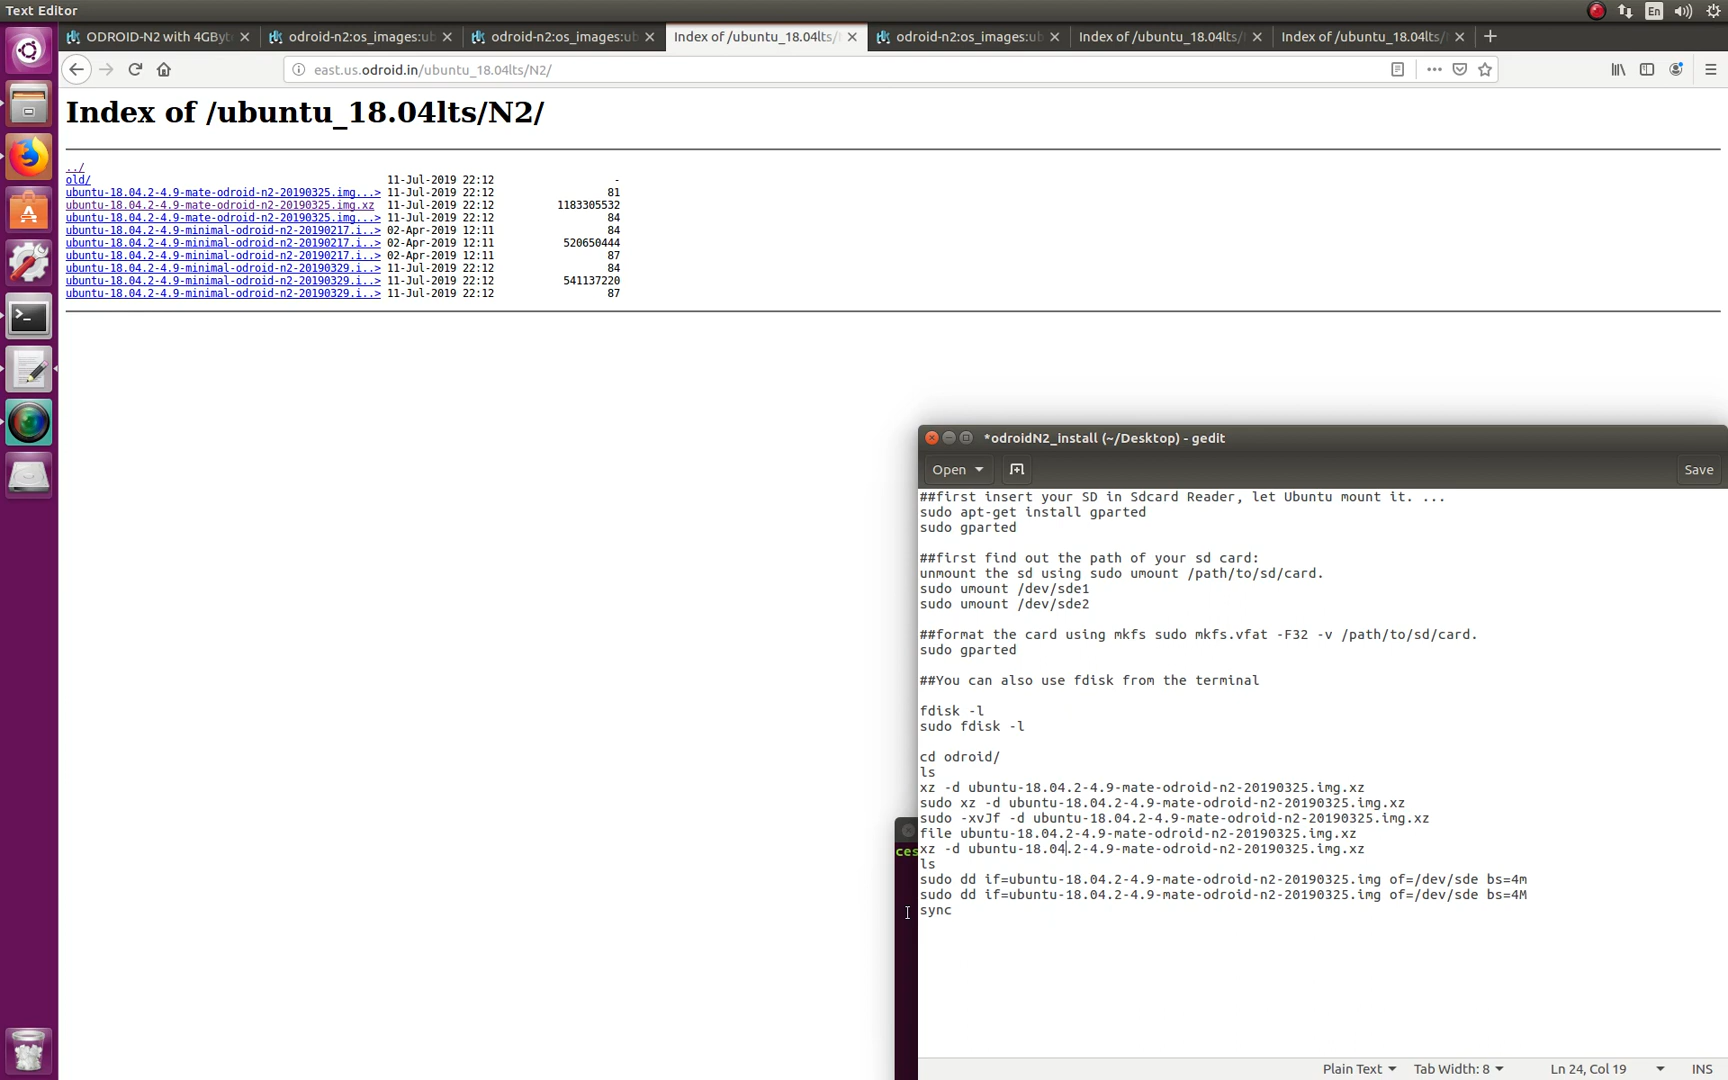 Text Editor
En
ODROID-N2 with 4GByt
odroid-n2:os_images:ub
odroid-n2:os_images:ub
Index of /ubuntu_18.04lts/
odroid-n2:os_images:ub
Index of /ubuntu_18.04lts/
Index of /ubuntu_18.04lts/
east.us.odroid.in/ubuntu_18.04lts/N2/
Index of /ubuntu_18.04lts/N2/
../
old/ 11-Jul-2019 22:12 -
ubuntu-18.04.2-4.9-mate-odroid-n2-20190325.img...> 11-Jul-2019 22:12 81
ubuntu-18.04.2-4.9-mate-odroid-n2-20190325.img.xz 11-Jul-2019 22:12 1183305532
ubuntu-18.04.2-4.9-mate-odroid-n2-20190325.img...> 11-Jul-2019 22:12 84
ubuntu-18.04.2-4.9-minimal-odroid-n2-20190217.i..> 02-Apr-2019 12:11 84
ubuntu-18.04.2-4.9-minimal-odroid-n2-20190217.i..> 02-Apr-2019 12:11 520650444
ubuntu-18.04.2-4.9-minimal-odroid-n2-20190217.i..> 02-Apr-2019 12:11 87
ubuntu-18.04.2-4.9-minimal-odroid-n2-20190329.i..> 11-Jul-2019 22:12 84
ubuntu-18.04.2-4.9-minimal-odroid-n2-20190329.i..> 11-Jul-2019 22:12 541137220
ubuntu-18.04.2-4.9-minimal-odroid-n2-20190329.i..> 11-Jul-2019 22:12 87
*odroidN2_install (~/Desktop) - gedit
Open
Save
##first insert your SD in Sdcard Reader, let Ubuntu mount it. ...
sudo apt-get install gparted
sudo gparted
##first find out the path of your sd card:
unmount the sd using sudo umount /path/to/sd/card.
sudo umount /dev/sde1
sudo umount /dev/sde2
##format the card using mkfs sudo mkfs.vfat -F32 -v /path/to/sd/card.
sudo gparted
##You can also use fdisk from the terminal
fdisk -l
sudo fdisk -l
cd odroid/
ls
xz -d ubuntu-18.04.2-4.9-mate-odroid-n2-20190325.img.xz
sudo xz -d ubuntu-18.04.2-4.9-mate-odroid-n2-20190325.img.xz
sudo -xvJf -d ubuntu-18.04.2-4.9-mate-odroid-n2-20190325.img.xz
file ubuntu-18.04.2-4.9-mate-odroid-n2-20190325.img.xz
xz -d ubuntu-18.04.2-4.9-mate-odroid-n2-20190325.img.xz
ls
sudo dd if=ubuntu-18.04.2-4.9-mate-odroid-n2-20190325.img of=/dev/sde bs=4m
sudo dd if=ubuntu-18.04.2-4.9-mate-odroid-n2-20190325.img of=/dev/sde bs=4M
sync
ces
Plain Text
Tab Width: 8
Ln 24, Col 19
INS